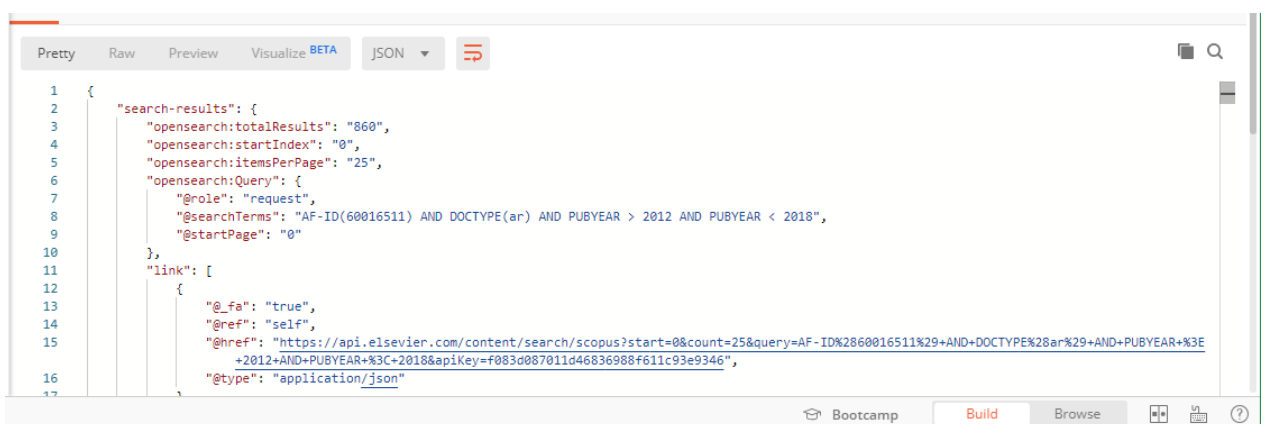 Pretty Raw Preview Visualize BETA JSON
1 {
2 "search-results": {
3 "opensearch:totalResults": "860",
4 "opensearch:startIndex": "0",
5 "opensearch:itemsPerPage": "25",
6 "opensearch:Query": {
7 "@role": "request",
8 "@searchTerms": "AF-ID(60016511) AND DOCTYPE(ar) AND PUBYEAR > 2012 AND PUBYEAR < 2018",
9 "@startPage": "0"
10 },
11 "link": [
12 {
13 "@_fa": "true",
14 "@ref": "self",
15 "@href": "https://api.elsevier.com/content/search/scopus?start=0&count=25&query=AF-ID%2860016511%29+AND+DOCTYPE%28ar%29+AND+PUBYEAR+%3E
+2012+AND+PUBYEAR+%3C+2018&apiKey=f083d087011d46836988f611c93e9346",
16 "@type": "application/json"
17 }
Bootcamp Build Browse